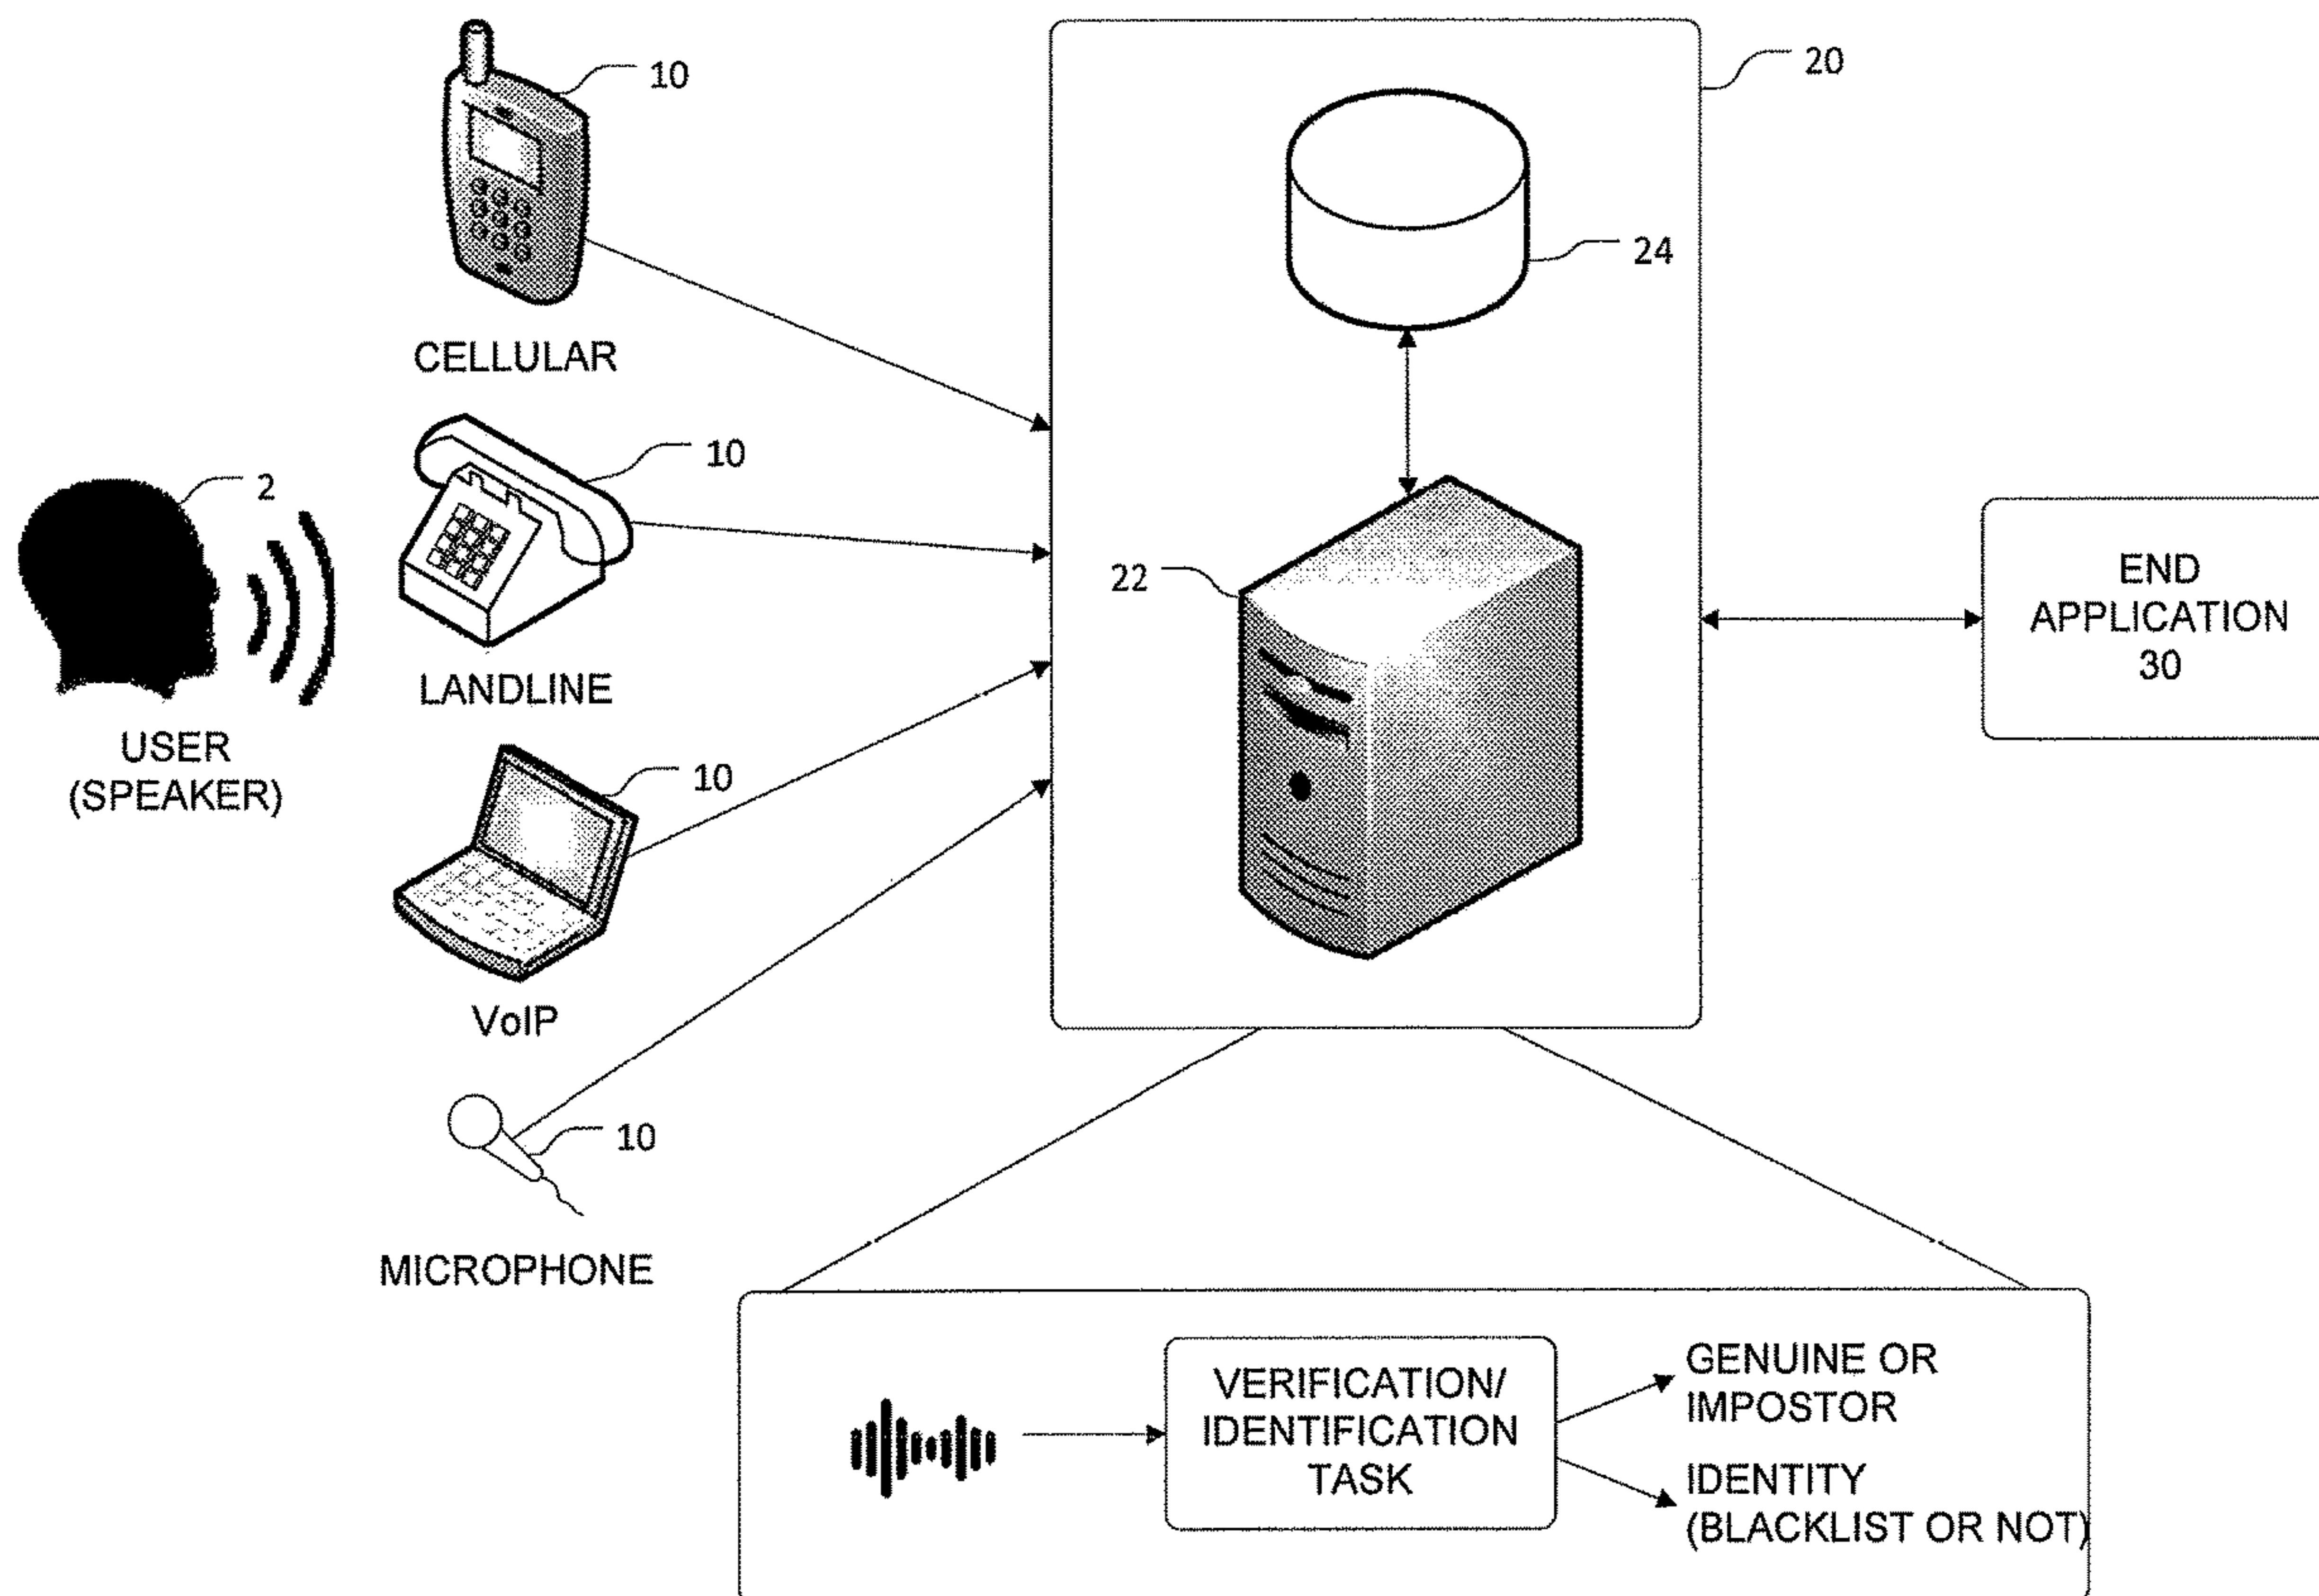 10
20
24
CELLULAR
10
2
22
END
APPLICATION
30
LANDLINE
USER
(SPEAKER)
10
VoIP
10
MICROPHONE
VERIFICATION/
IDENTIFICATION
TASK
GENUINE OR
IMPOSTOR
IDENTITY
(BLACKLIST OR NOT)